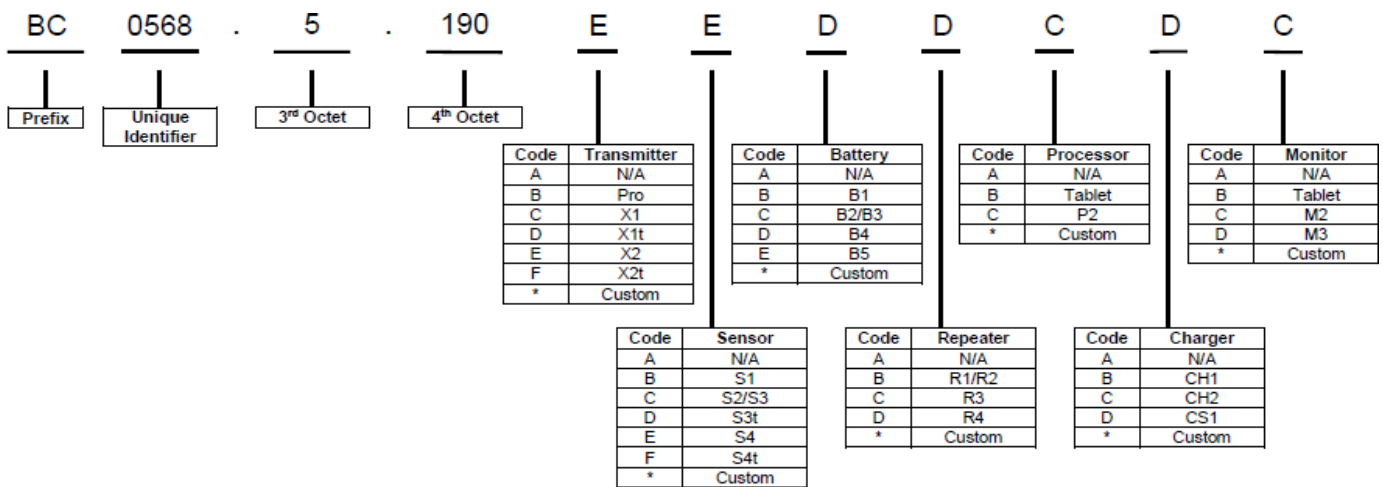 BC 0568 . 5 . 190 E E D D C D C
Prefix
Unique
Identifier
3rd Octet
4th Octet
Code Transmitter
A N/A
B Pro
C X1
D X1t
E X2
F X2t
* Custom
Code Battery
A N/A
B B1
C B2/B3
D B4
E B5
* Custom
Code Processor
A N/A
B Tablet
C P2
* Custom
Code Monitor
A N/A
B Tablet
C M2
D M3
* Custom
Code Sensor
A N/A
B S1
C S2/S3
D S3t
E S4
F S4t
* Custom
Code Repeater
A N/A
B R1/R2
C R3
D R4
* Custom
Code Charger
A N/A
B CH1
C CH2
D CS1
* Custom